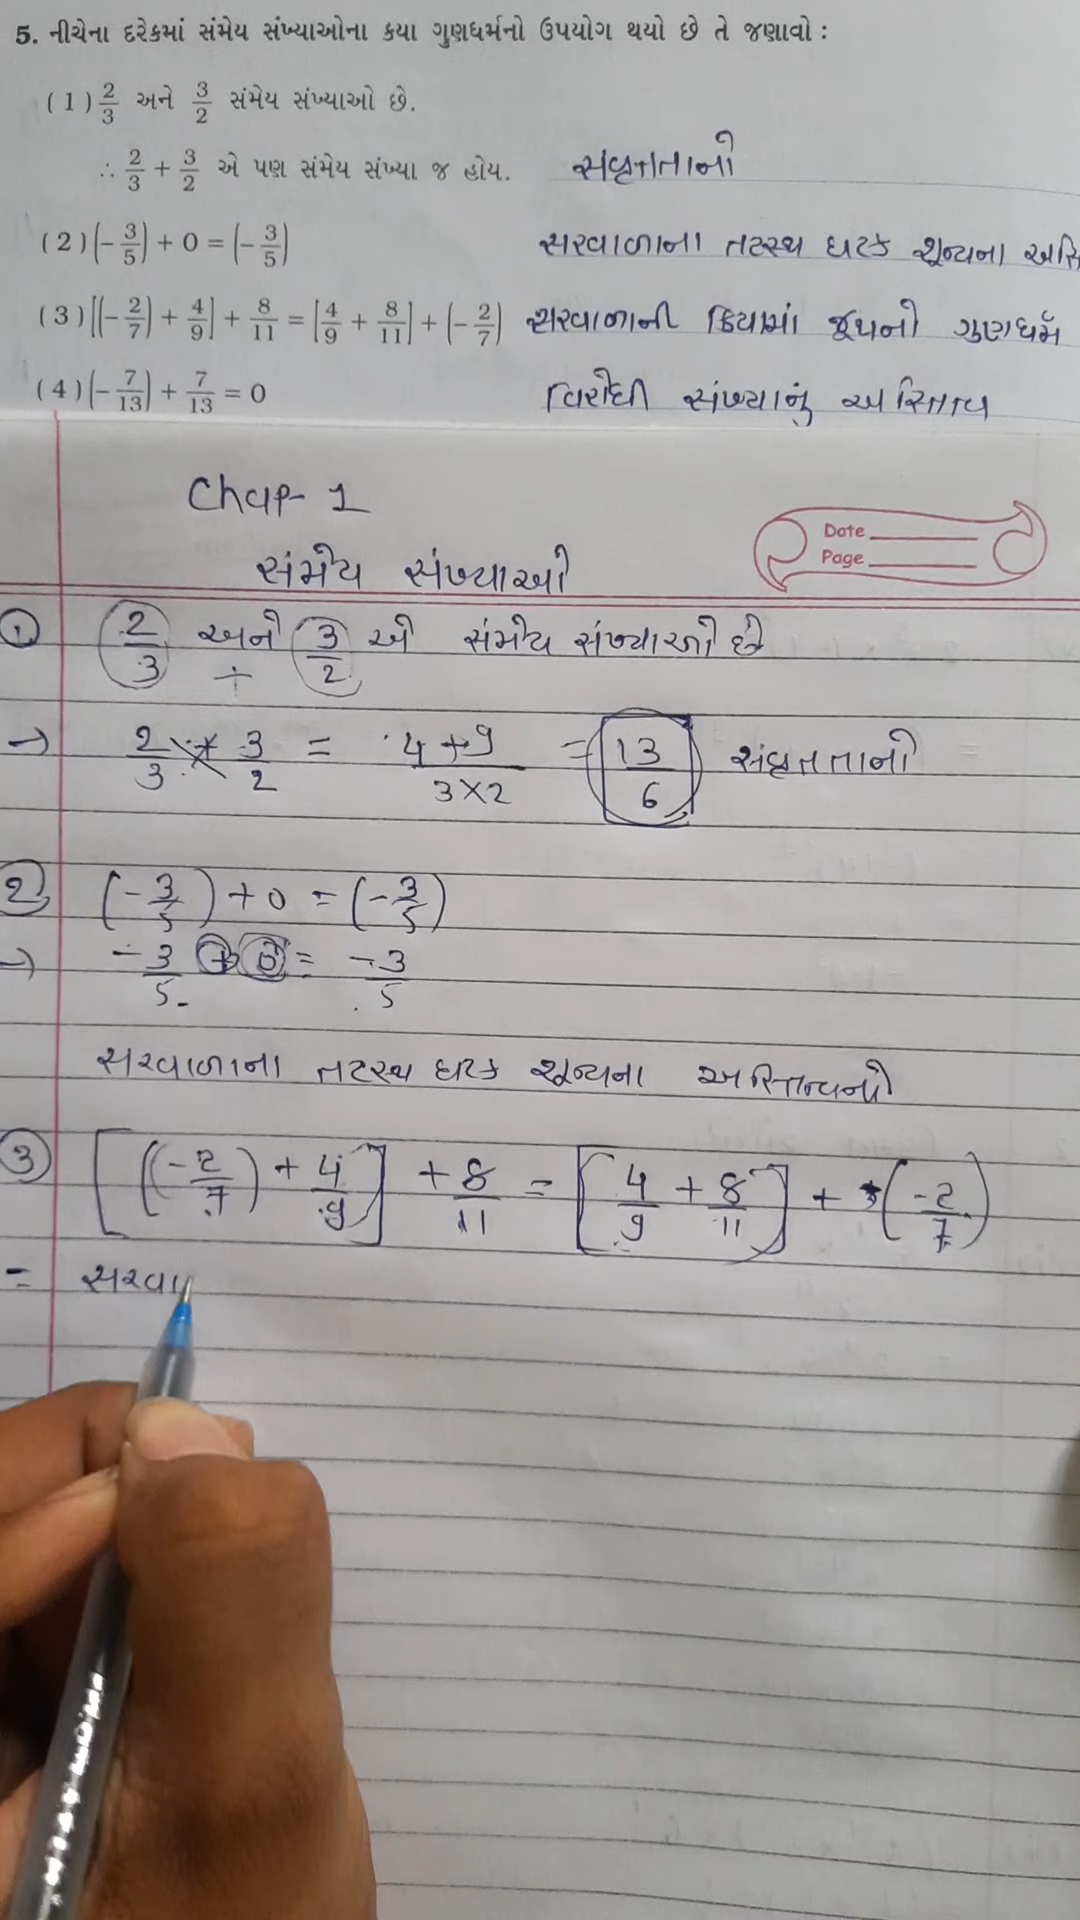 5. નીચેના દરેકમાં સંમેય સંખ્યાઓના કયા ગુણધર્મનો ઉપયોગ થયો છે તે જણાવો :
(1) 2/3 અને 3/2 સંમેય સંખ્યાઓ છે.
∴ 2/3 + 3/2 એ પણ સંમેય સંખ્યા જ હોય. સંવૃત્તતાનો
(2) (-3/5) + 0 = (-3/5) સરવાળાના તટસ્થ ઘટક શૂન્યના
(3) [(-2/7) + 4/9] + 8/11 = [4/9 + 8/11] + (-2/7) સરવાળાની ક્રિયામાં જૂથનો ગુણધર્મ
(4) (-7/13) + 7/13 = 0 વિરોધી સંખ્યાનું અસ્તિત્વ
Chap-1
Date
Page
સંમેય સંખ્યાઓ
① 2/3 અને 3/2 એ સંમેય સંખ્યાઓ છે
+
→ 2/3 + 3/2 = 4+9/3×2 = 13/6 સંવૃત્તતાનો
2 (-3/5) + 0 = (-3/5)
→ -3/5 + 0 = -3/5
સરવાળાના તટસ્થ ઘટક શૂન્યના અસ્તિત્વનો
3 [(-2/7) + 4/9] + 8/11 = [4/9 + 8/11] + (-2/7)
= સરવા